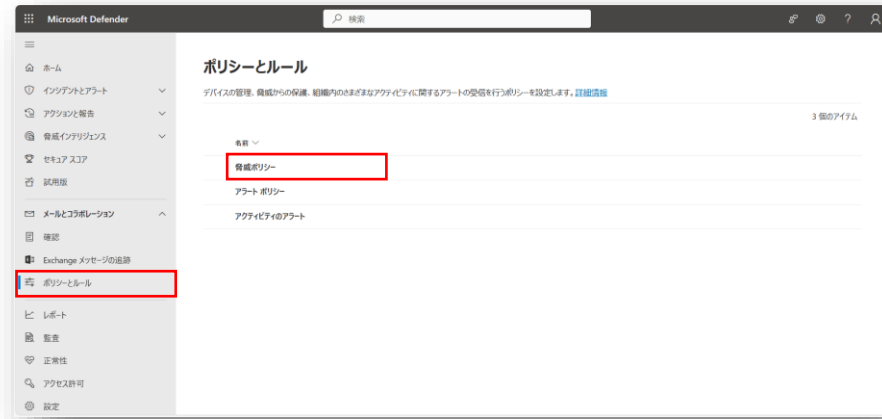 Microsoft Defender
検索
?
ホーム
インシデントとアラート
アクションと報告
脅威インテリジェンス
セキュア スコア
試用版
メールとコラボレーション
確認
Exchange メッセージの追跡
ポリシーとルール
レポート
監査
正常性
アクセス許可
設定
ポリシーとルール
デバイスの管理、脅威からの保護、組織内のさまざまなアクティビティに関するアラートの受信を行うポリシーを設定します。詳細情報
3 個のアイテム
名前
脅威ポリシー
アラート ポリシー
アクティビティのアラート